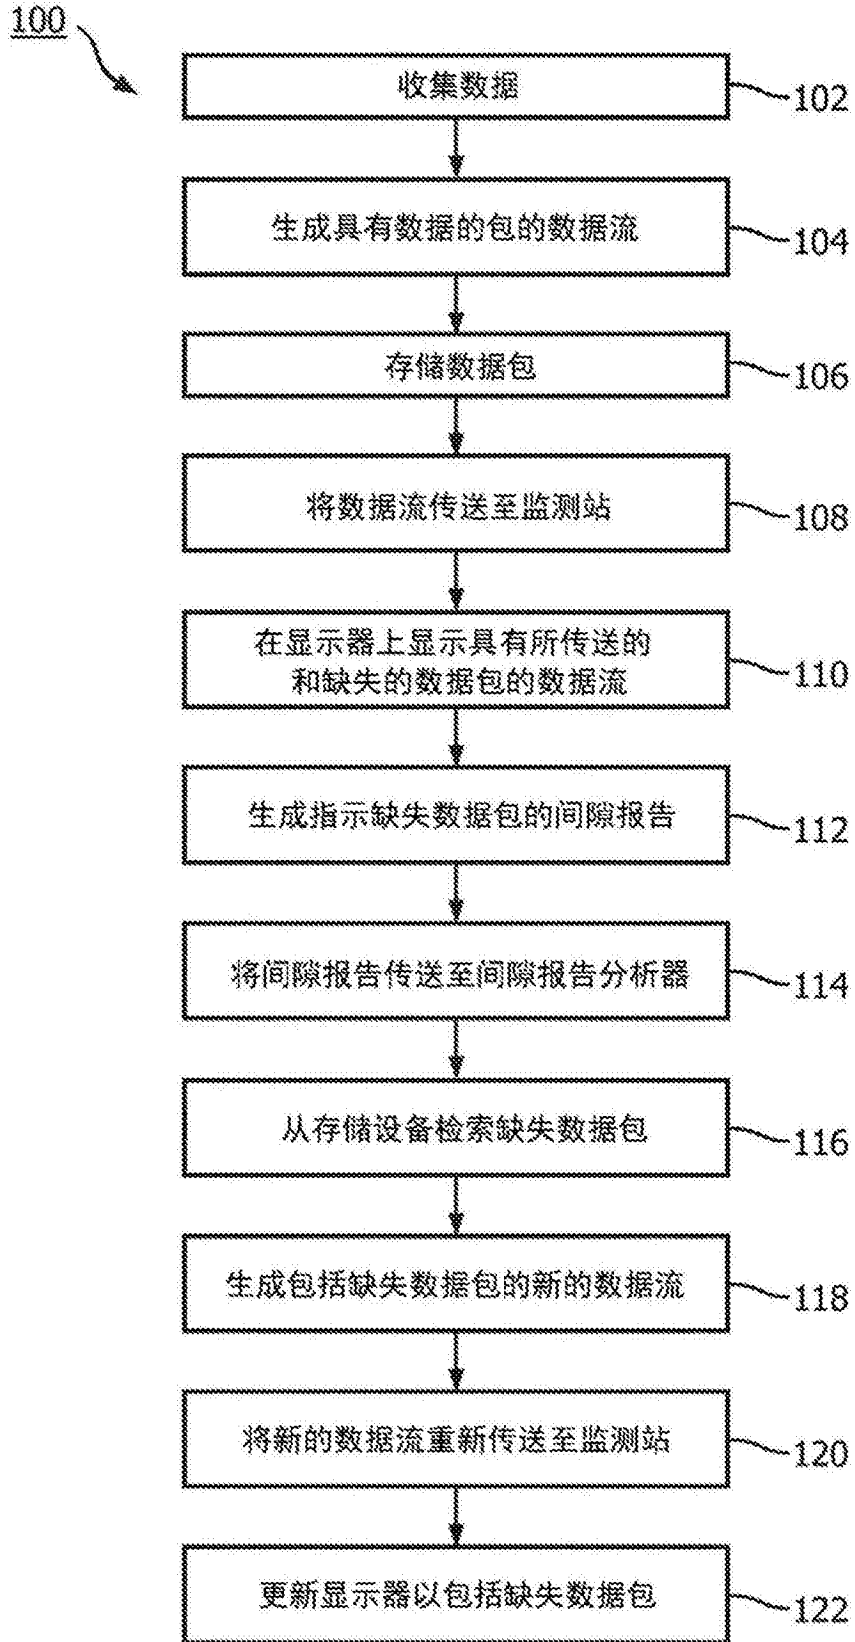 100
收集数据
102
生成具有数据的包的数据流
104
存储数据包
106
将数据流传送至监测站
108
在显示器上显示具有所传送的
和缺失的数据包的数据流
110
生成指示缺失数据包的间隙报告
112
将间隙报告传送至间隙报告分析器
114
从存储设备检索缺失数据包
116
生成包括缺失数据包的新的数据流
118
将新的数据流重新传送至监测站
120
更新显示器以包括缺失数据包
122